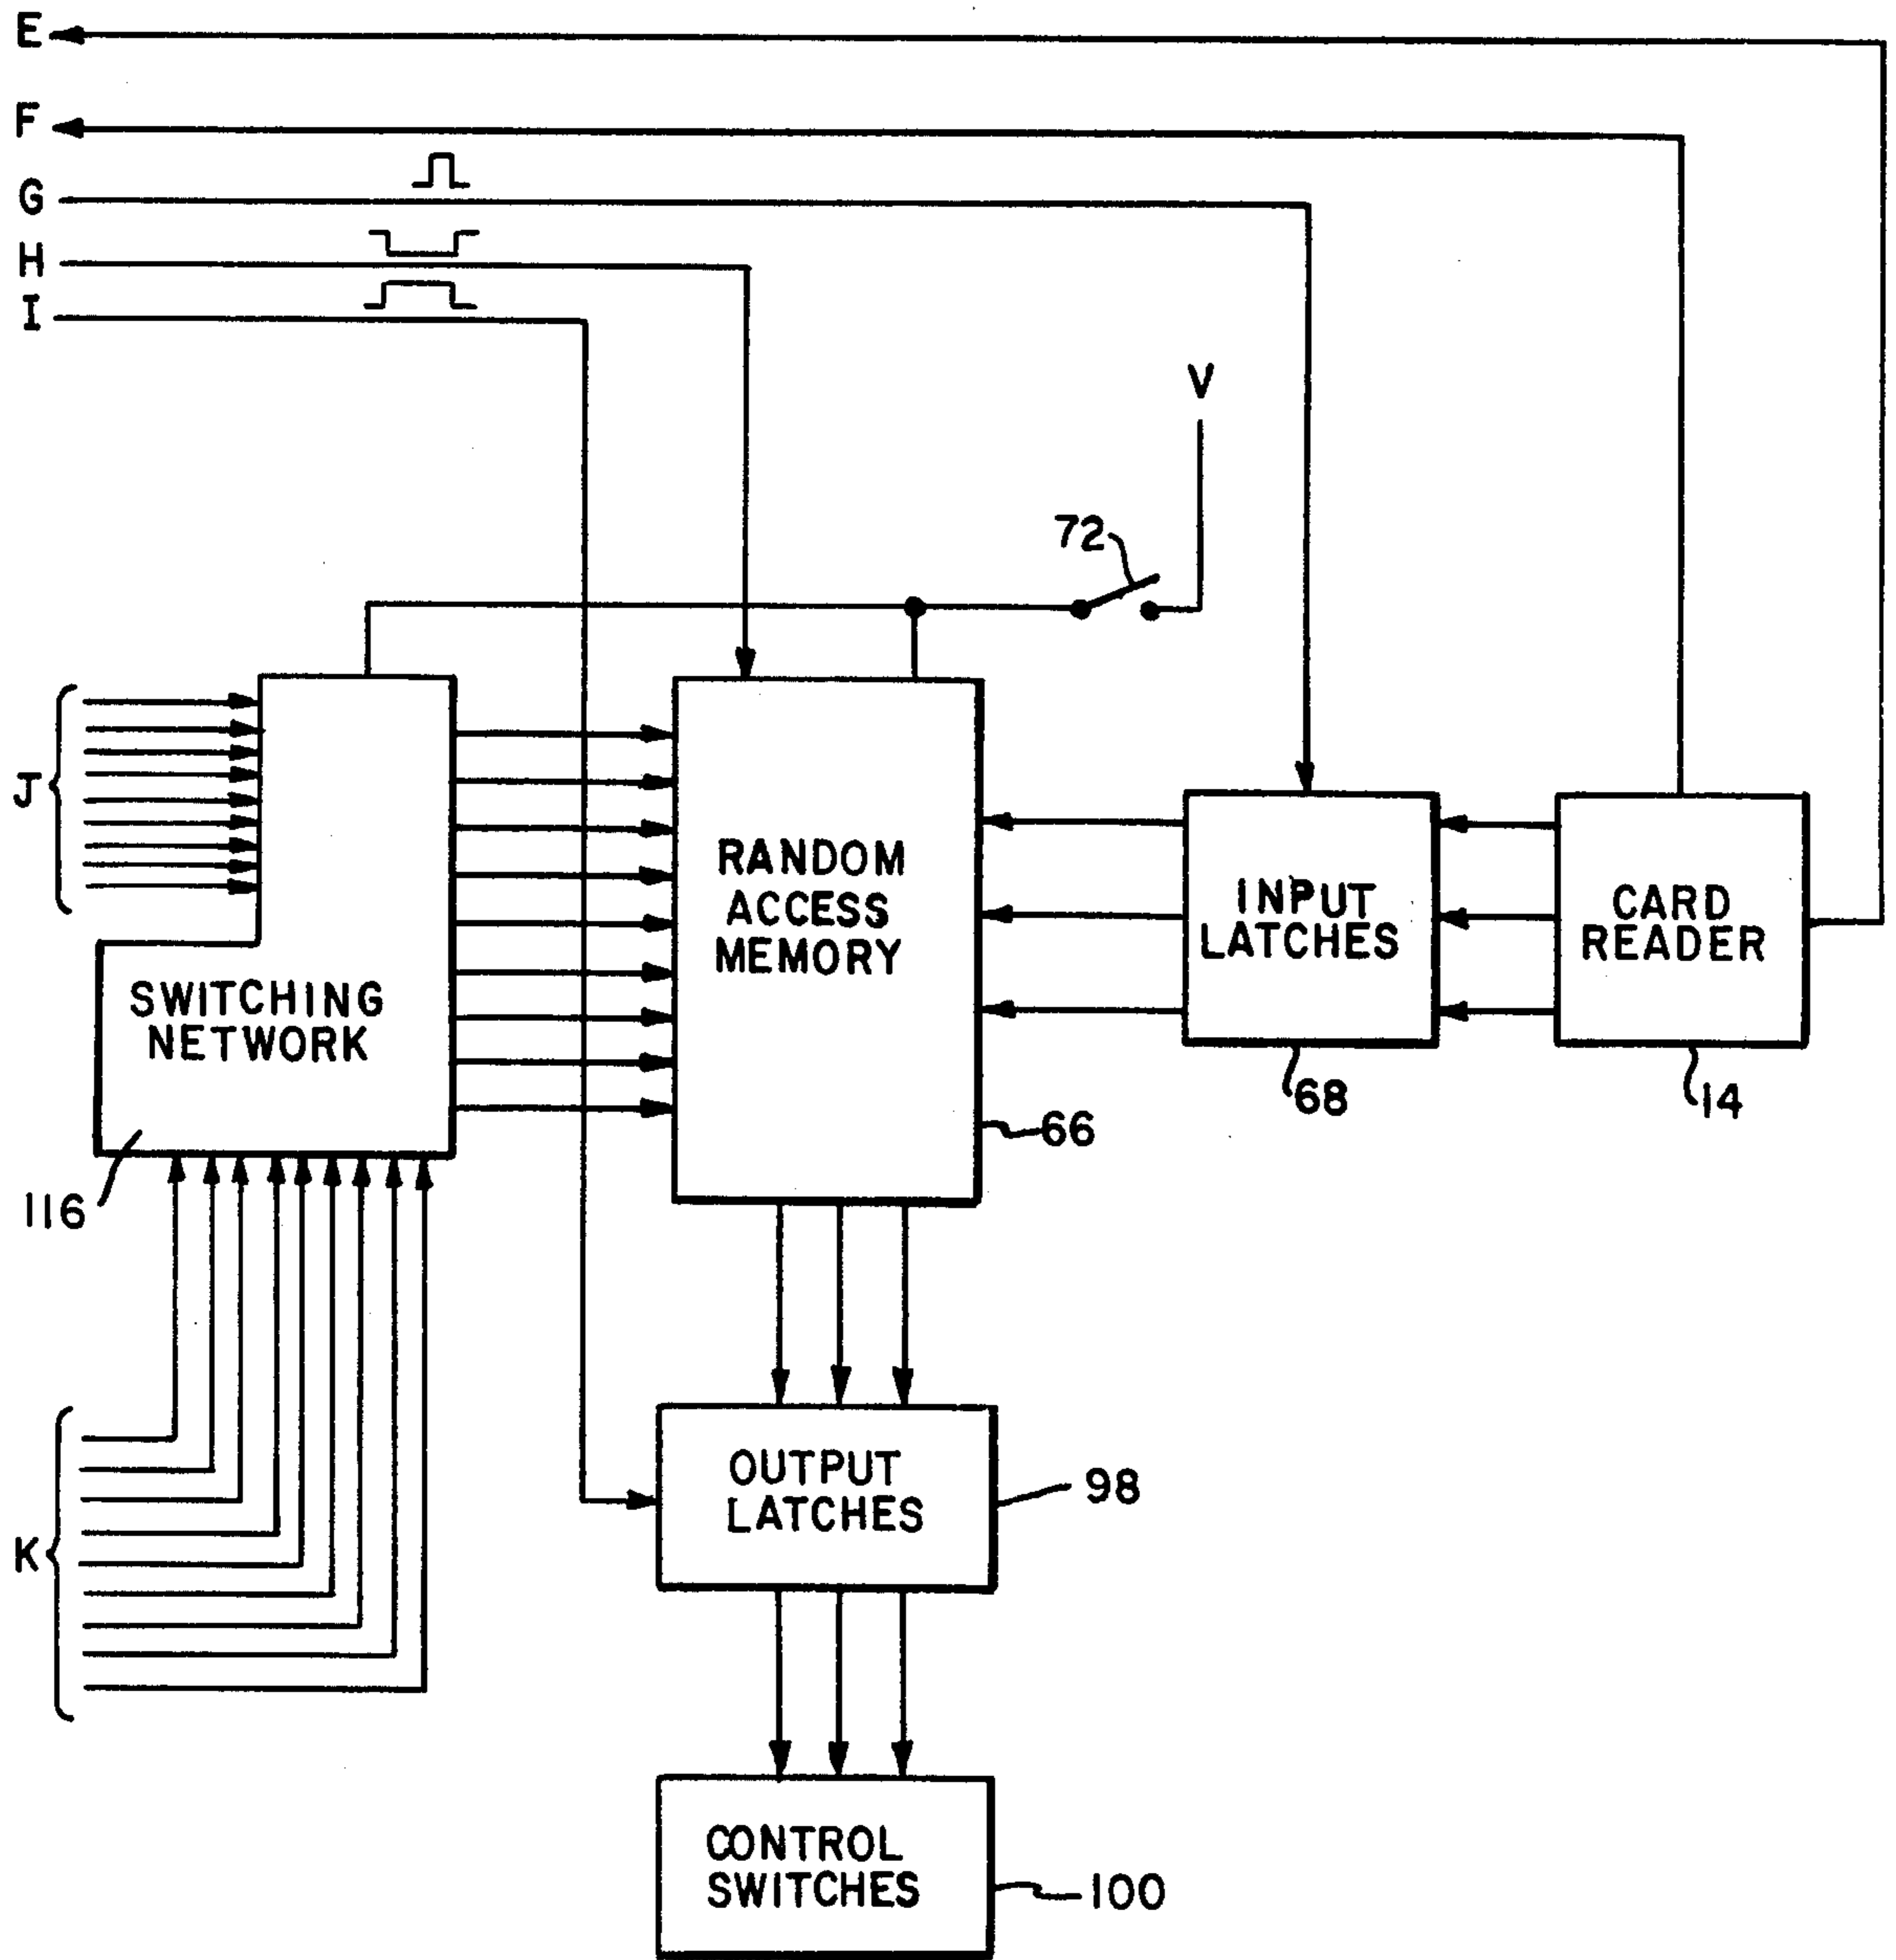 E
F
G
H
I
V
72
J
RANDOM
ACCESS
MEMORY
INPUT
LATCHES
CARD
READER
SWITCHING
NETWORK
68
14
66
116
OUTPUT
LATCHES
98
K
CONTROL
SWITCHES
100